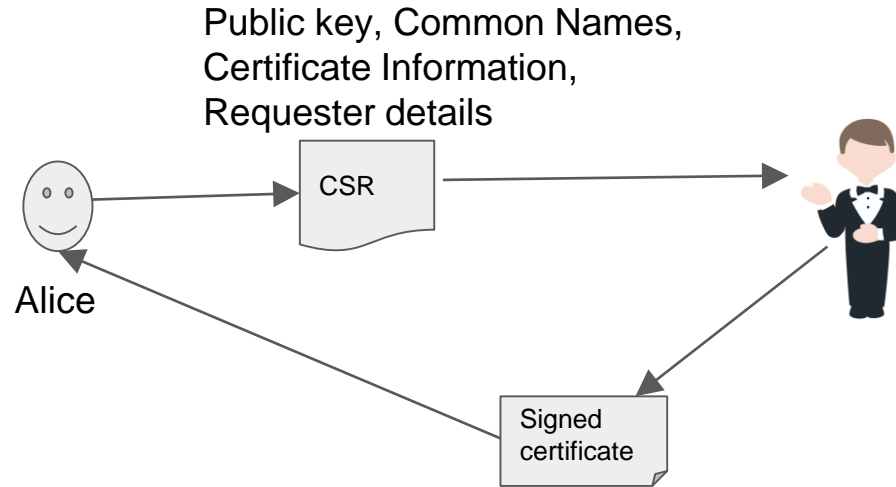 Public key, Common Names,
Certificate Information,
Requester details
CSR
Alice
Signed
certificate